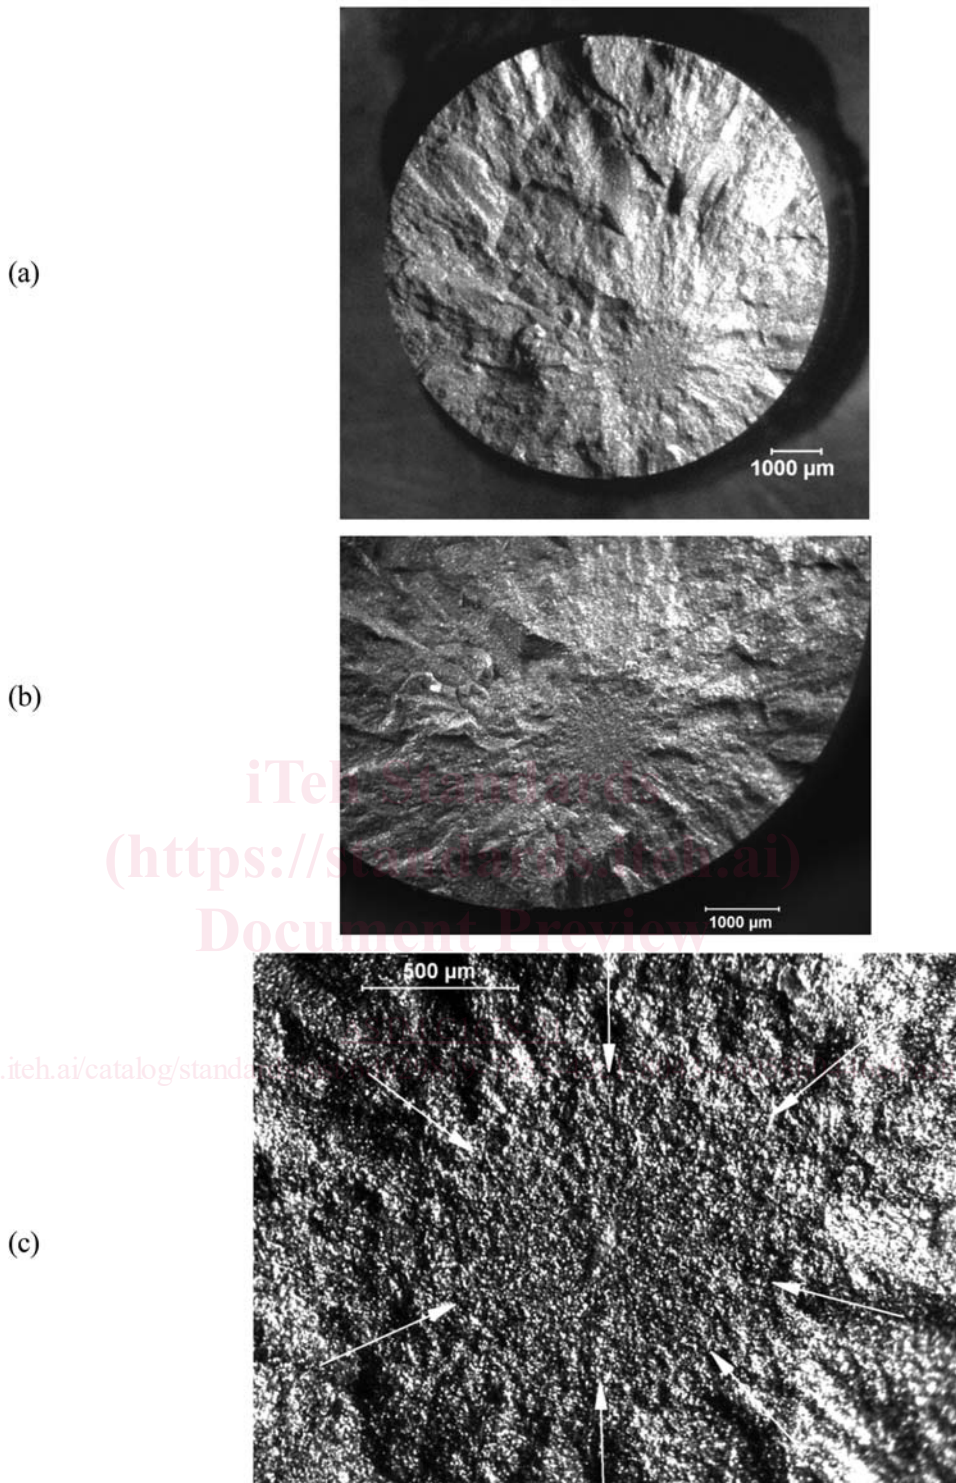 (a)
1000 µm
(b)
iTeh Standards
(https://standards.iteh.ai)
Document Preview
1000 µm
500 µm
.iteh.ai/catalog/standa
(c)